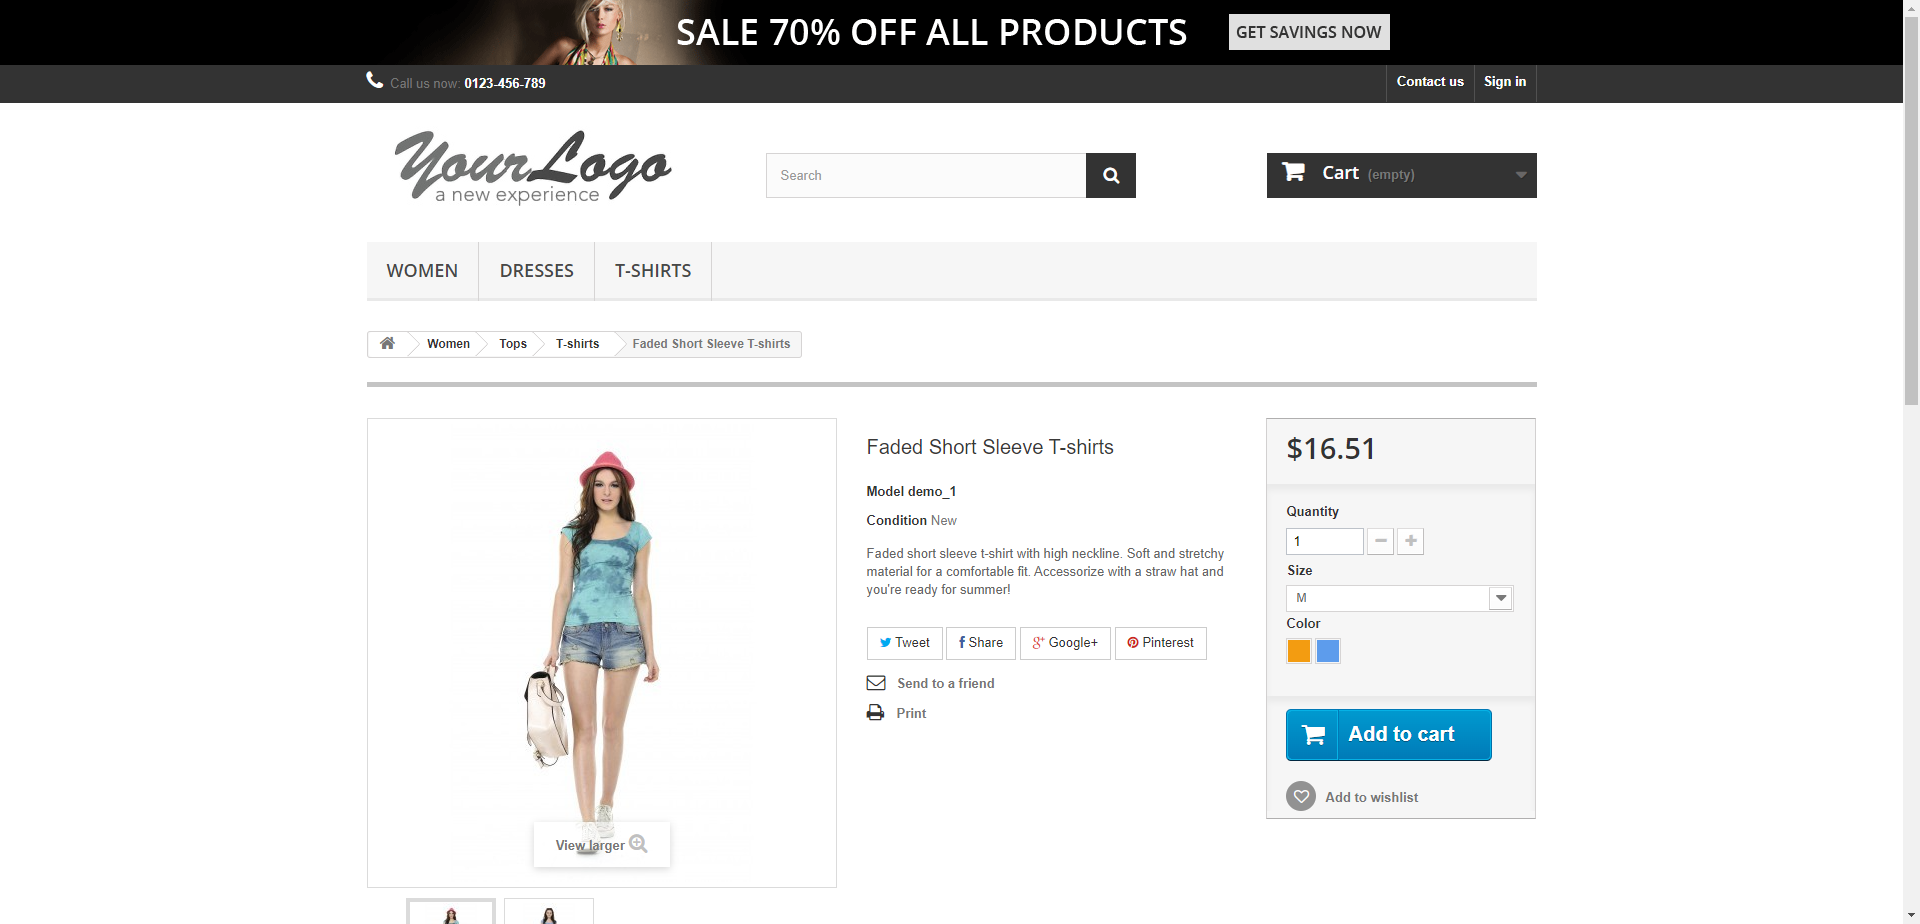 SALE 70% OFF ALL PRODUCTS GET SAVINGS NOW
Call us now: 0123-456-789 Contact us Sign in
YourLogo
a new experience
Search
Cart (empty)
WOMEN DRESSES T-SHIRTS
Women Tops T-shirts Faded Short Sleeve T-shirts
View larger
Faded Short Sleeve T-shirts
Model demo_1
Condition New
Faded short sleeve t-shirt with high neckline. Soft and stretchy
material for a comfortable fit. Accessorize with a straw hat and
you're ready for summer!
Tweet Share Google+ Pinterest
Send to a friend
Print
$16.51
Quantity
1
Size
M
Color
Add to cart
Add to wishlist